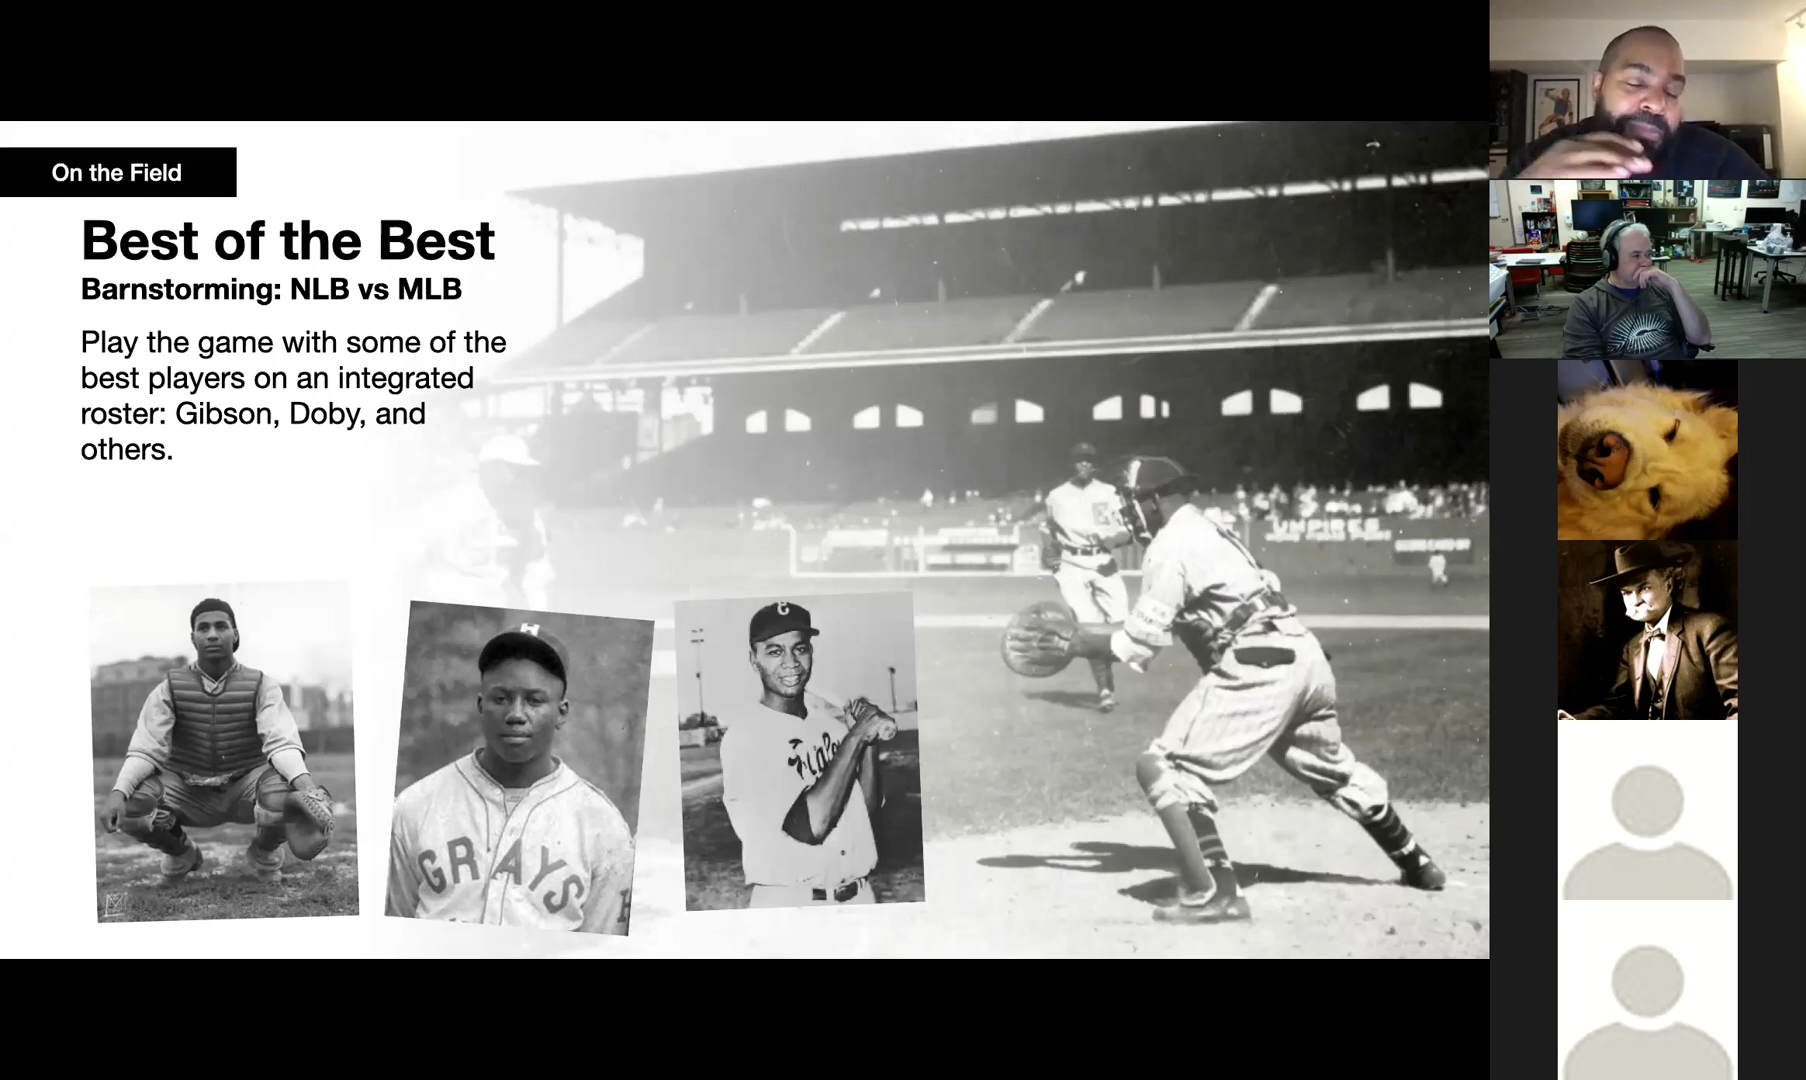 On the Field
Best of the Best
Barnstorming: NLB vs MLB
Play the game with some of the
best players on an integrated
roster: Gibson, Doby, and
others.
UMPIRES
H
GRAYS
C